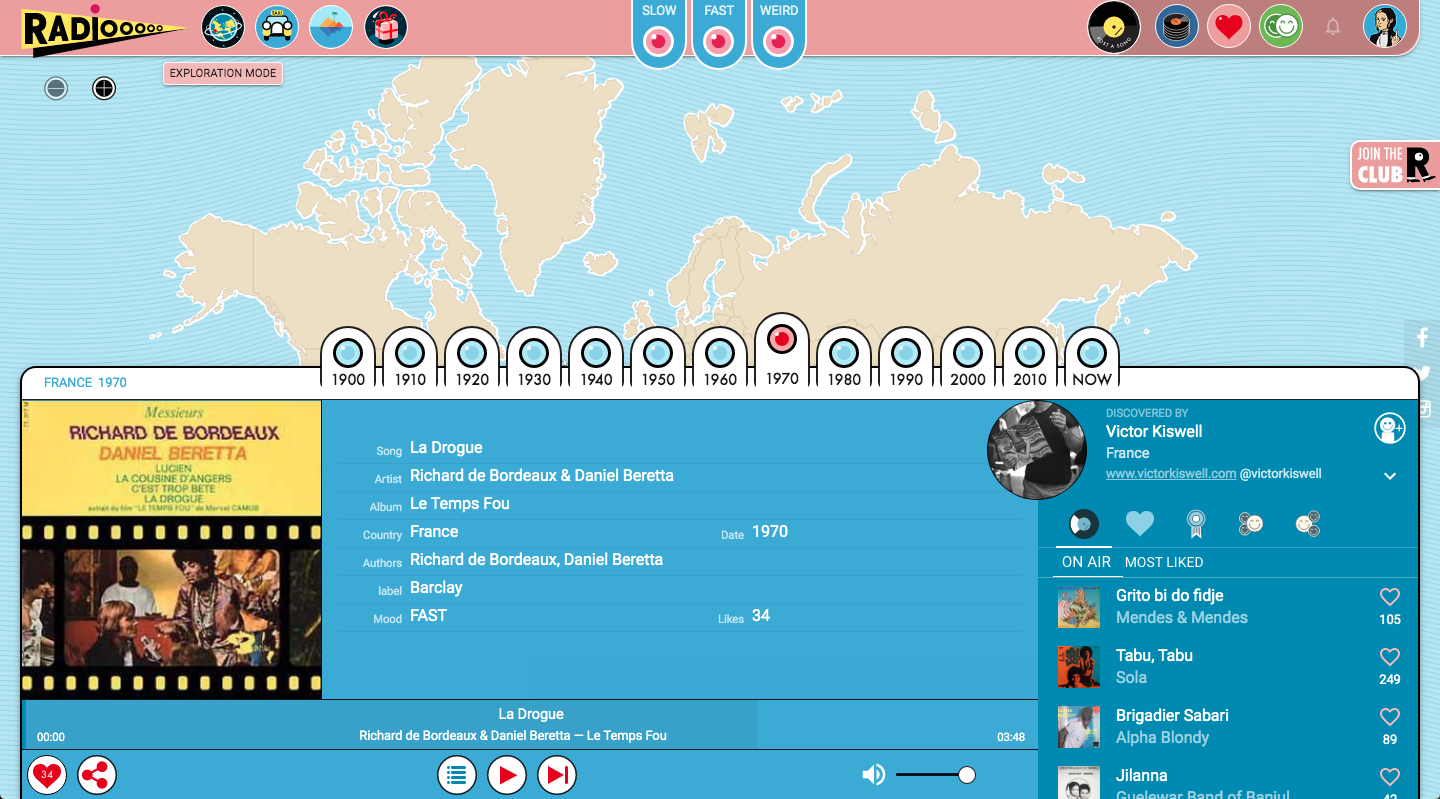 RADIooooo
TAXI
SLOW
FAST
WEIRD
POST A SONG
EXPLORATION MODE
JOIN THE
CLUB R
1900
1910
1920
1930
1940
1950
1960
1970
1980
1990
2000
2010
NOW
FRANCE 1970
Messieurs
RICHARD DE BORDEAUX
DANIEL BERETTA
LUCIEN
LA COUSINE D'ANGERS
C'EST TROP BETE
LA DROGUE
extrait du film "LE TEMPS FOU" de Marcel CAMUS
Song La Drogue
Artist Richard de Bordeaux & Daniel Beretta
Album Le Temps Fou
Country France Date 1970
Authors Richard de Bordeaux, Daniel Beretta
label Barclay
Mood FAST Likes 34
DISCOVERED BY
Victor Kiswell
France
www.victorkiswell.com @victorkiswell
ON AIR MOST LIKED
Grito bi do fidje
Mendes & Mendes
105
Tabu, Tabu
Sola
249
Brigadier Sabari
Alpha Blondy
89
Jilanna
Guelewar Band of Banjul
42
La Drogue
00:00 Richard de Bordeaux & Daniel Beretta — Le Temps Fou 03:48
34